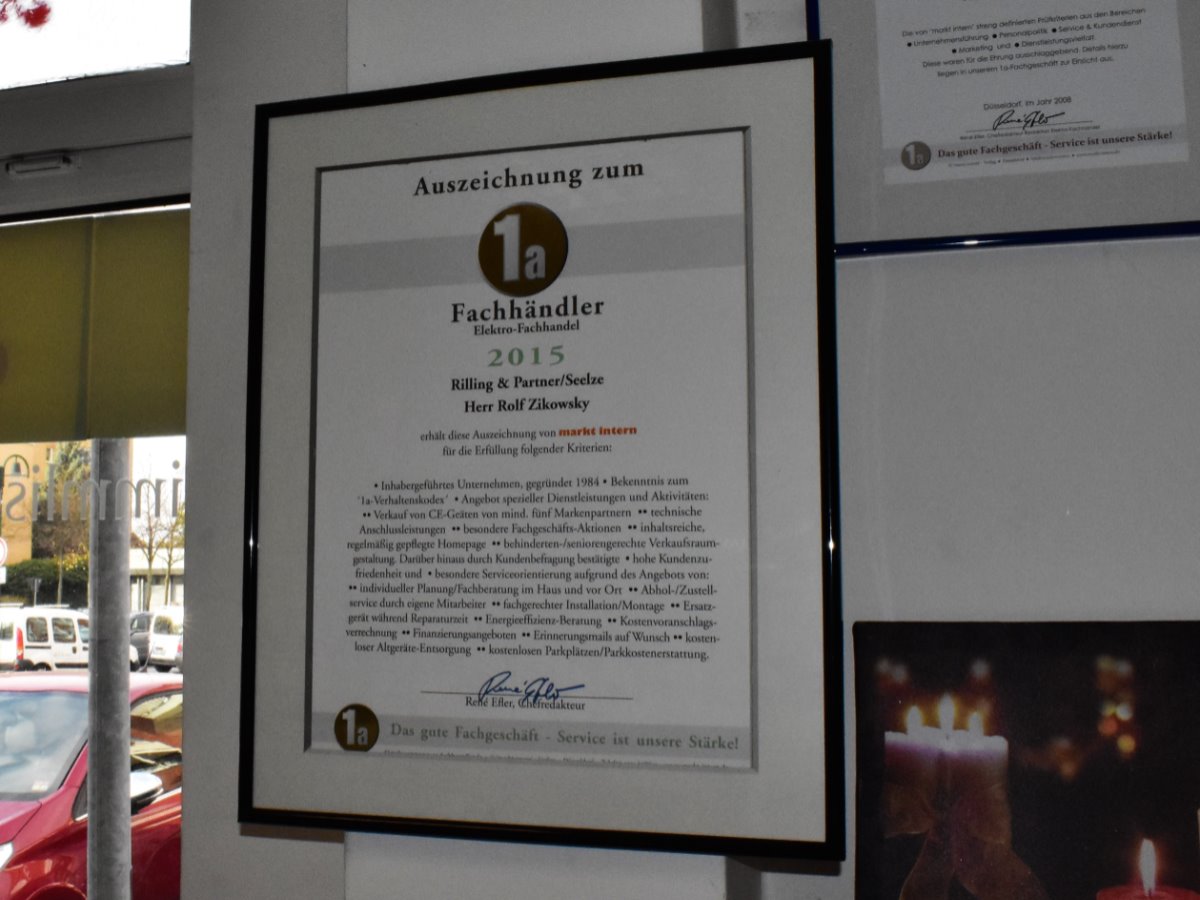 Auszeichnung zum
1a
Fachhändler
Elektro-Fachhandel
2015
Rilling & Partner/Seelze
Herr Rolf Zikowsky
erhält diese Auszeichnung von markt intern
für die Erfüllung folgender Kriterien:
• Inhabergeführtes Unternehmen, gegründet 1984 • Bekenntnis zum
'1a-Verhaltenskodex' • Angebot spezieller Dienstleistungen und Aktivitäten:
•• Verkauf von CE-Geäten von mind. fünf Markenpartnern •• technische
Anschlussleistungen •• besondere Fachgeschäfts-Aktionen •• inhaltsreiche,
regelmäßig gepflegte Homepage •• behinderten-/seniorengerechte Verkaufsraum-
gestaltung. Darüber hinaus durch Kundenbefragung bestätigte • hohe Kundenzu-
friedenheit und • besondere Serviceorientierung aufgrund des Angebots von:
•• individueller Planung/Fachberatung im Haus und vor Ort •• Abhol-/Zustell-
service durch eigene Mitarbeiter •• fachgerechter Installation/Montage •• Ersatz-
gerät während Reparaturzeit •• Energieeffizienz-Beratung •• Kostenvoranschlags-
verrechnung •• Finanzierungsangeboten •• Erinnerungsmails auf Wunsch •• kosten-
loser Altgeräte-Entsorgung •• kostenlosen Parkplätzen/Parkkostenerstattung.
René Efler, Chefredakteur
1a Das gute Fachgeschäft - Service ist unsere Stärke!
Die von "markt intern" streng definierten Prüfkriterien aus den Bereichen
• Unternehmensführung • Personalpolitik • Service & Kundendienst
• Marketing und • Dienstleistungsvielfalt.
Diese waren für die Ehrung ausschlaggebend. Details hierzu
liegen in unserem 1a-Fachgeschäft zur Einsicht aus.
Düsseldorf, im Jahr 2008
1a Das gute Fachgeschäft - Service ist unsere Stärke!